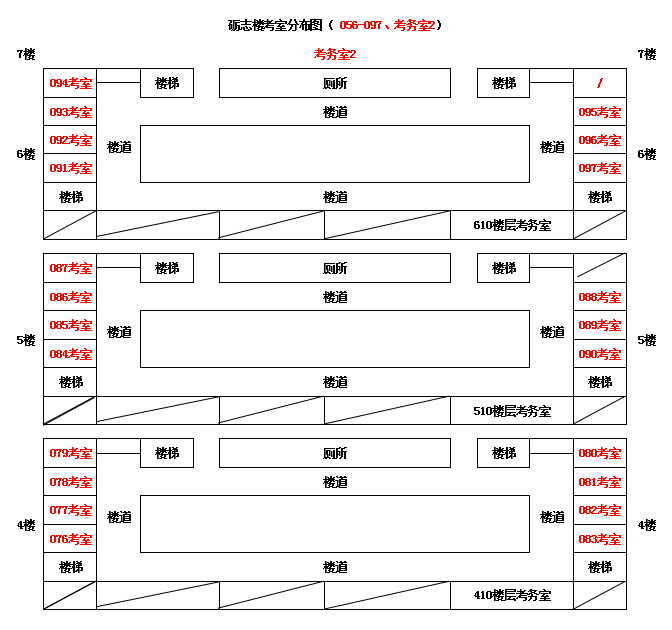 砺志楼考室分布图（ 056-097、考务室2）
7楼 考务室2 7楼
094考室 楼梯 厕所 楼梯 /
093考室 楼道 095考室
092考室 096考室
6楼 楼道 楼道 6楼
091考室 097考室
楼梯 楼道 楼梯
610楼层考务室
087考室 楼梯 厕所 楼梯
086考室 楼道 088考室
085考室 楼道 楼道 089考室
5楼 084考室 090考室 5楼
楼梯 楼道 楼梯
510楼层考务室
079考室 楼梯 厕所 楼梯 080考室
078考室 楼道 081考室
077考室 楼道 楼道 082考室
4楼 076考室 083考室 4楼
楼梯 楼道 楼梯
410楼层考务室